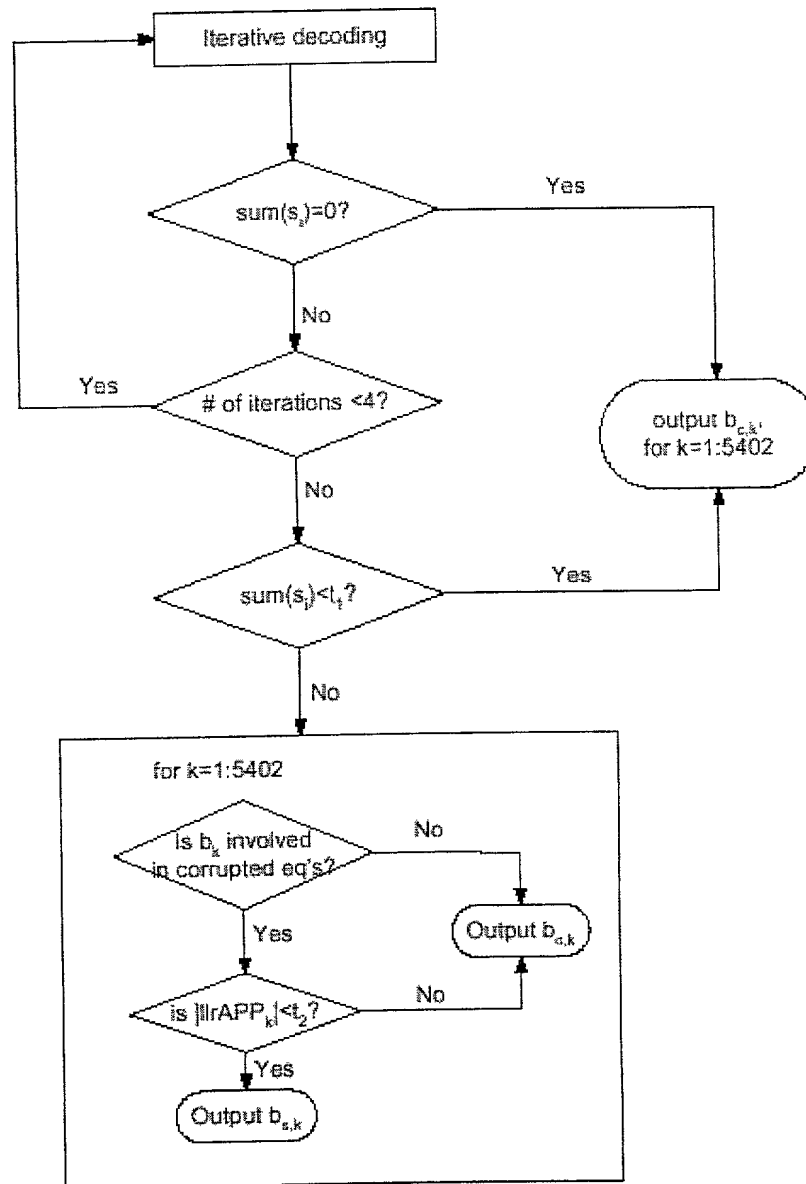 Iterative decoding
sum(s_i)=0?
Yes
No
Yes
# of iterations <4?
output b_c,k,
for k=1:5402
No
sum(s_i)<t_1?
Yes
No
for k=1:5402
Is b_k involved
in corrupted eq's?
No
Output b_c,k
Yes
is |llrAPP_k|<t_2?
No
Yes
Output b_s,k